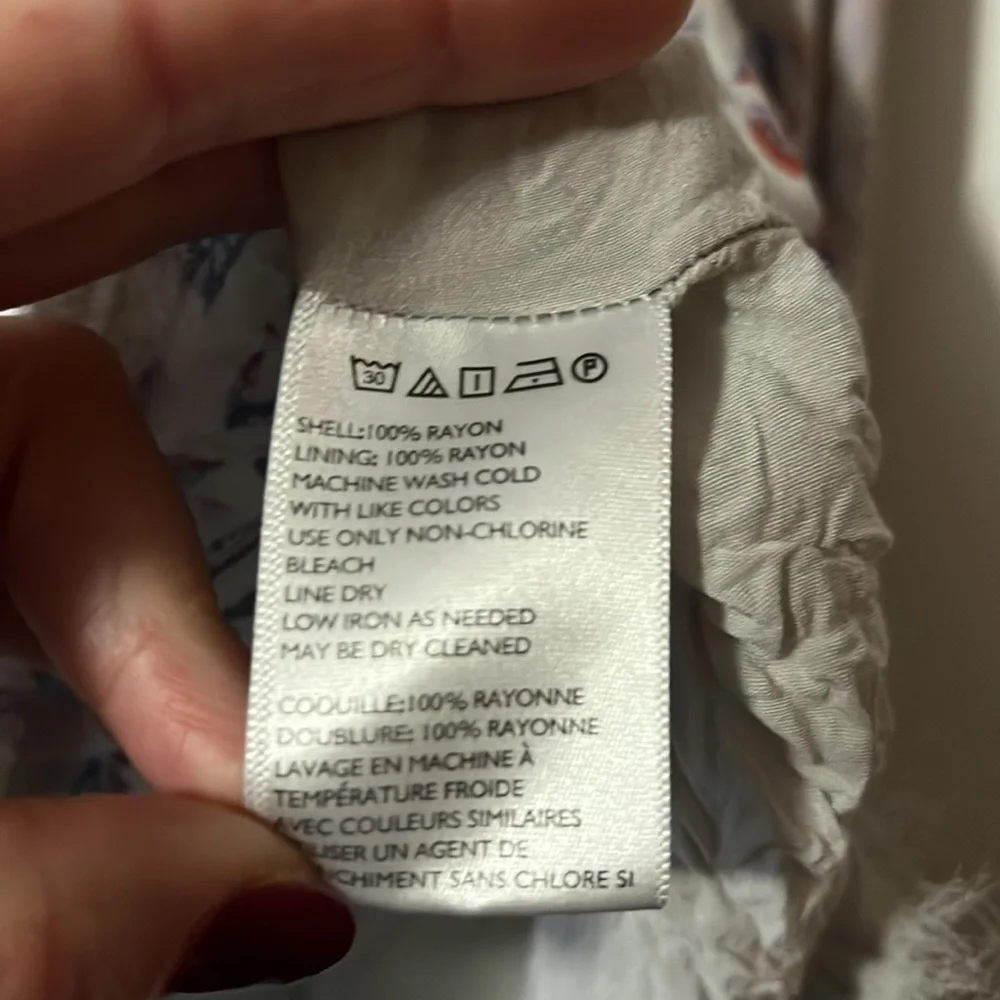 30 I P
SHELL:100% RAYON
LINING: 100% RAYON
MACHINE WASH COLD
WITH LIKE COLORS
USE ONLY NON-CHLORINE
BLEACH
LINE DRY
LOW IRON AS NEEDED
MAY BE DRY CLEANED
COQUILLE:100% RAYONNE
DOUBLURE: 100% RAYONNE
LAVAGE EN MACHINE À
TEMPÉRATURE FROIDE
AVEC COULEURS SIMILAIRES
UN AGENT DE
SANS CHLORE SI